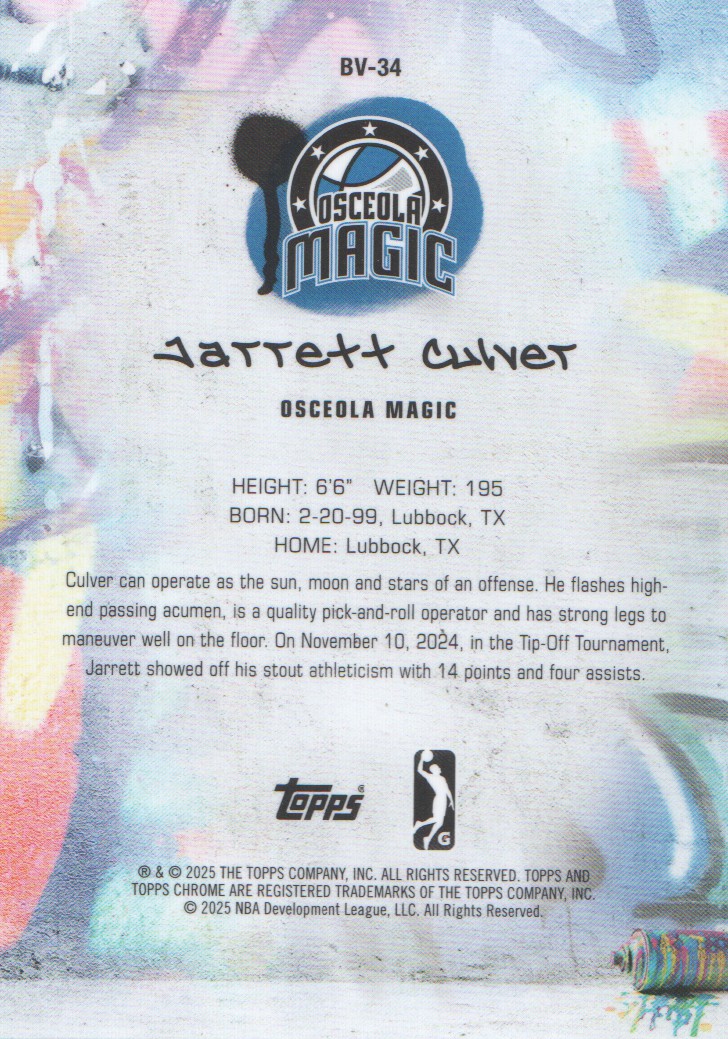 BV-34
OSCEOLA
MAGIC
Jarrett Culver
OSCEOLA MAGIC
HEIGHT: 6'6" WEIGHT: 195
BORN: 2-20-99, Lubbock, TX
HOME: Lubbock, TX
Culver can operate as the sun, moon and stars of an offense. He flashes high-
end passing acumen, is a quality pick-and-roll operator and has strong legs to
maneuver well on the floor. On November 10, 2024, in the Tip-Off Tournament,
Jarrett showed off his stout athleticism with 14 points and four assists.
TOPPS®
G
® & © 2025 THE TOPPS COMPANY, INC. ALL RIGHTS RESERVED. TOPPS AND
TOPPS CHROME ARE REGISTERED TRADEMARKS OF THE TOPPS COMPANY, INC.
© 2025 NBA Development League, LLC. All Rights Reserved.